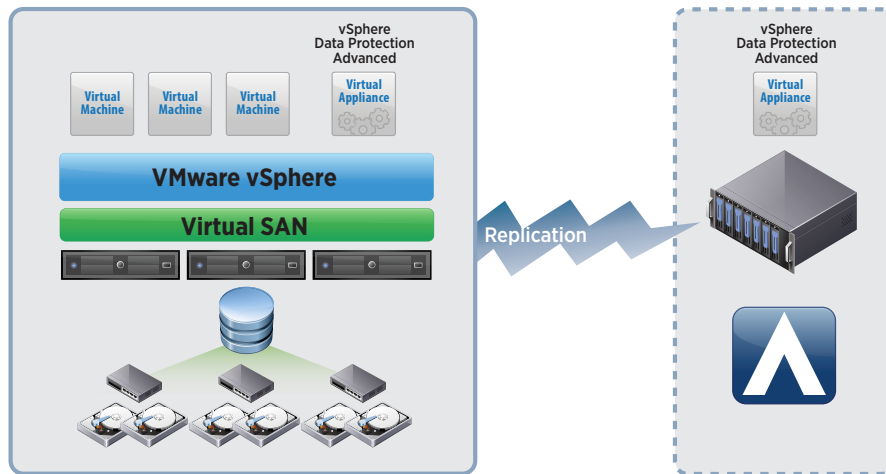 vSphere
Data Protection
Advanced
Virtual
Machine
Virtual
Machine
Virtual
Machine
Virtual
Appliance
VMware vSphere
Virtual SAN
Replication
vSphere
Data Protection
Advanced
Virtual
Appliance